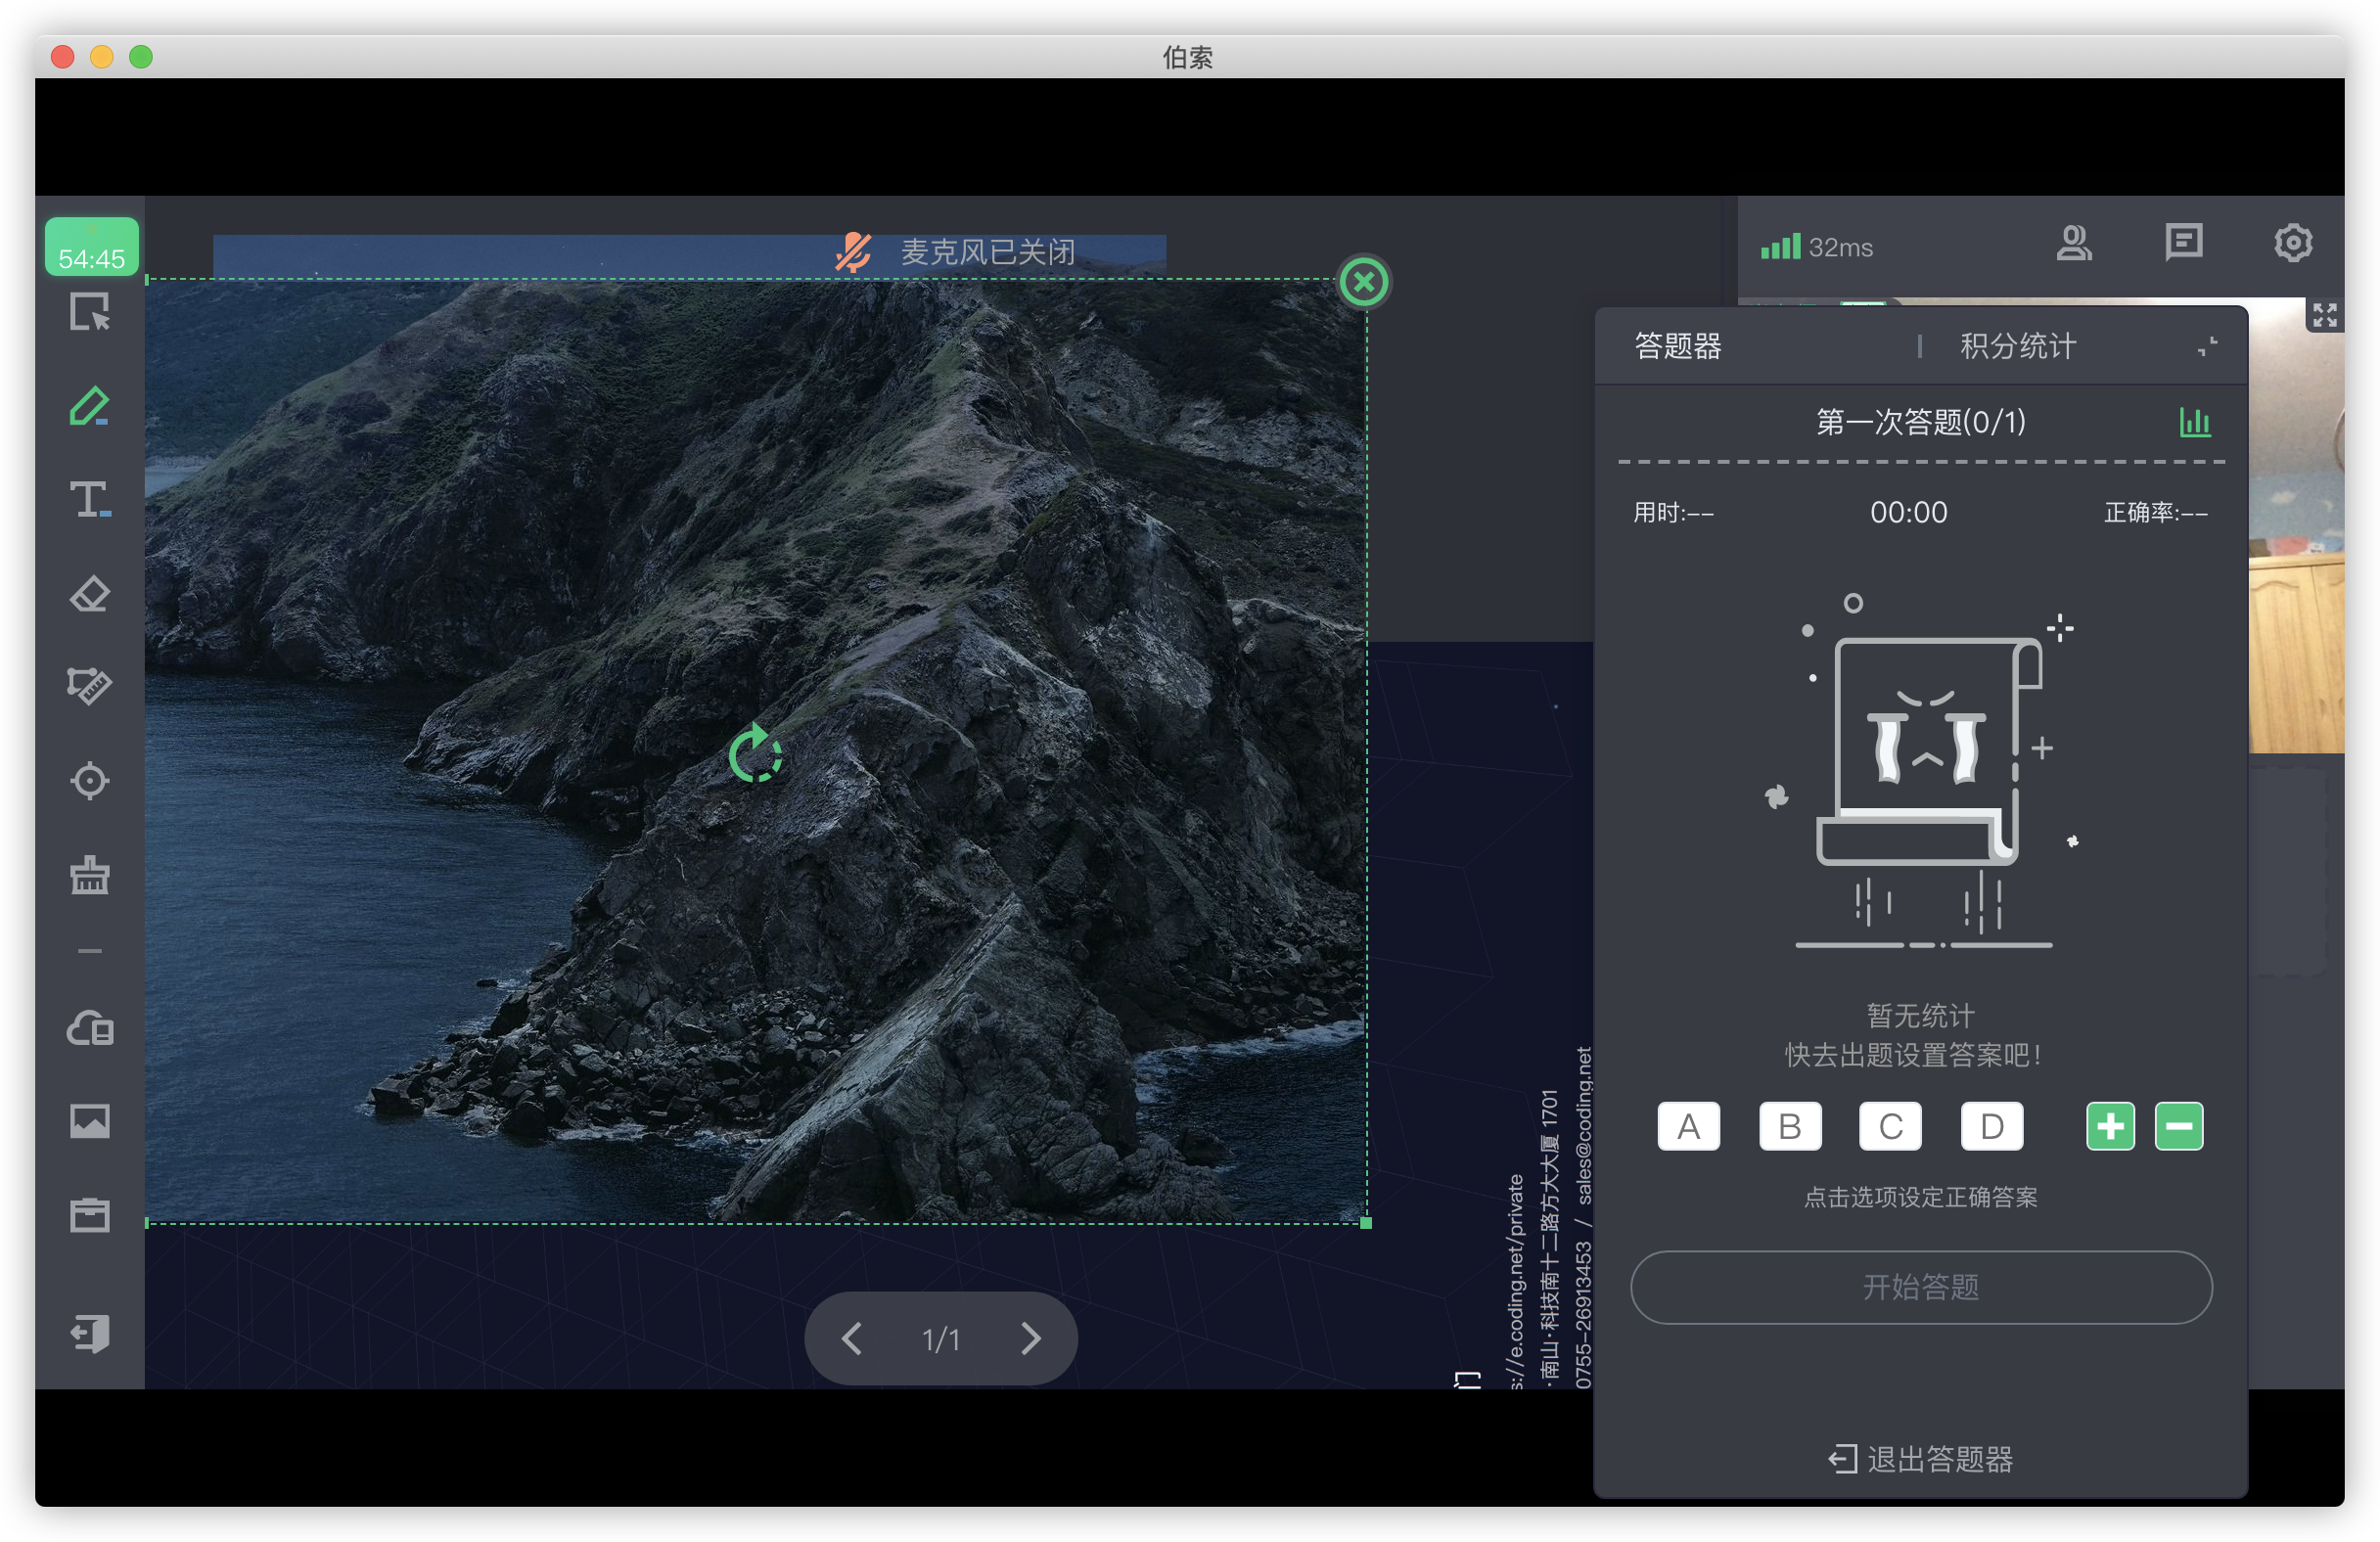 伯索
54:45
麦克风已关闭
32ms
答题器
积分统计
第一次答题(0/1)
用时:-- 00:00 正确率:--
暂无统计
快去出题设置答案吧!
A B C D
点击选项设定正确答案
开始答题
退出答题器
1/1
s://e.coding.net/private
·南山·科技南十二路方大大厦 1701
0755-26913453 / sales@coding.net